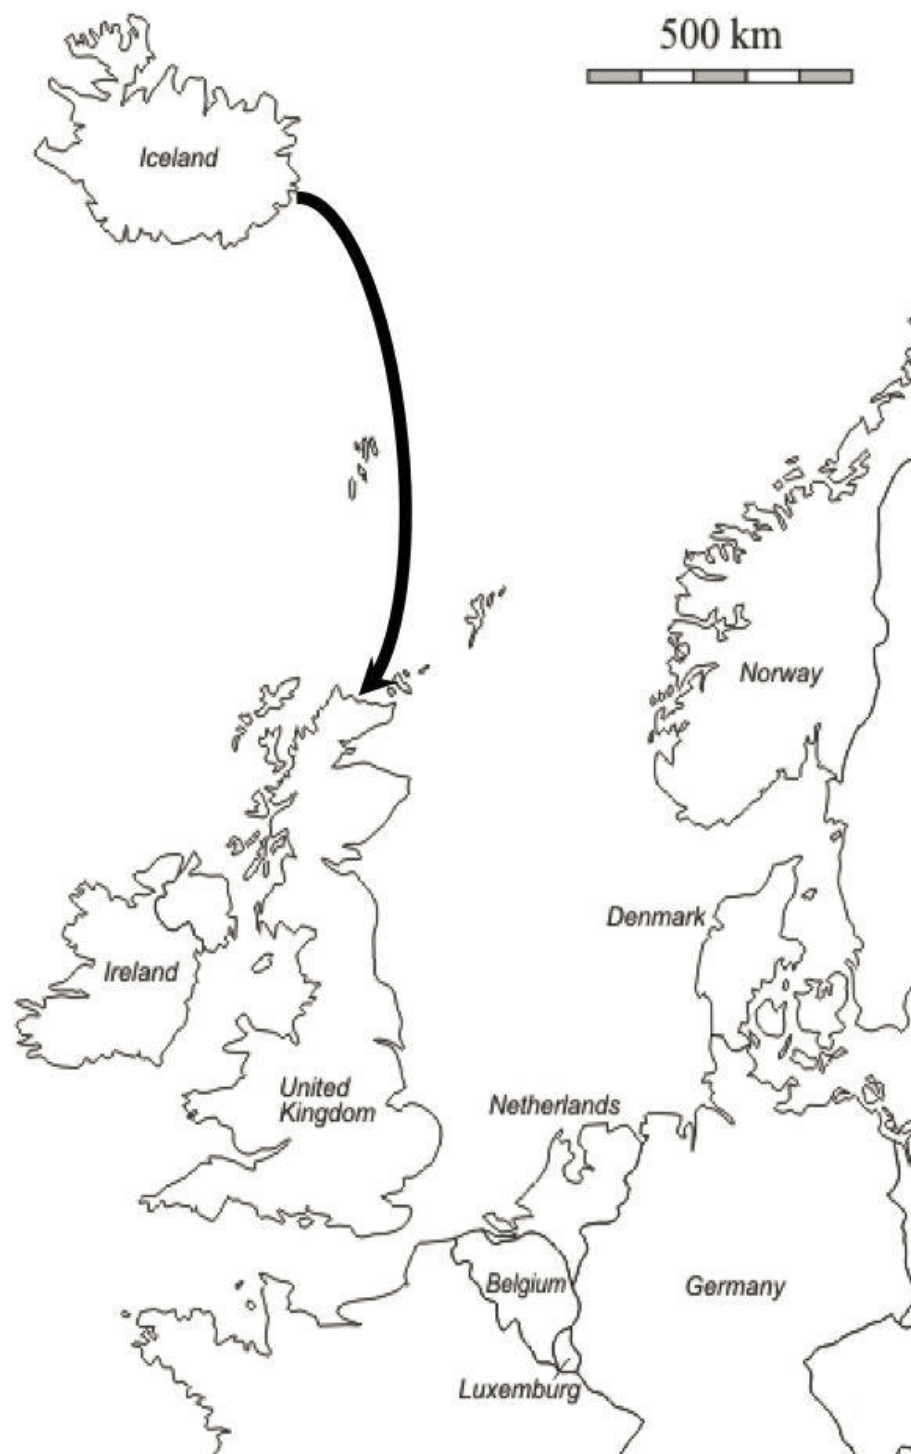 500 km
Iceland
Norway
Denmark
Ireland
United
Kingdom
Netherlands
Belgium
Germany
Luxemburg